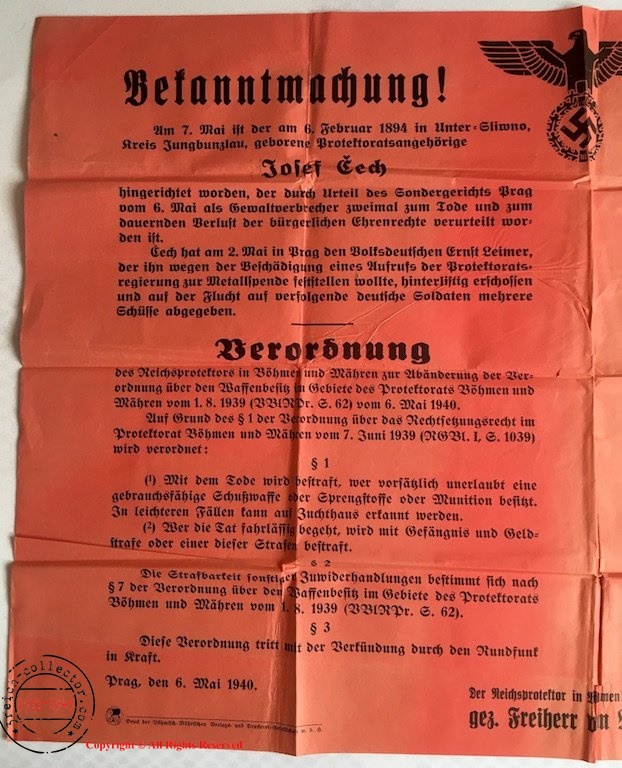 Bekanntmachung!
Am 7. Mai ist der am 6. Februar 1894 in Unter-Sliwno,
Kreis Jungbunzlau, geborene Protektoratsangehörige
Josef Čech
hingerichtet worden, der durch Urteil des Sondergerichts Prag
vom 6. Mai als Gewaltverbrecher zweimal zum Tode und zum
dauernden Verlust der bürgerlichen Ehrenrechte verurteilt wor-
den ist.
Čech hat am 2. Mai in Prag den Volksdeutschen Ernst Leimer,
der ihn wegen der Beschädigung eines Aufrufs der Protektorats-
regierung zur Metallspende feststellen wollte, hinterlistig erschossen
und auf der Flucht auf verfolgende deutsche Soldaten mehrere
Schüsse abgegeben.
Verordnung
des Reichsprotektors in Böhmen und Mähren zur Abänderung der Ver-
ordnung über den Waffenbesitz im Gebiete des Protektorats Böhmen und
Mähren vom 1. 8. 1939 (VBlRPr. S. 62) vom 6. Mai 1940.
Auf Grund des § 1 der Verordnung über das Rechtsetzungsrecht im
Protektorat Böhmen und Mähren vom 7. Juni 1939 (RGBl. I, S. 1039)
wird verordnet:
§ 1
(1) Mit dem Tode wird bestraft, wer vorsätzlich unerlaubt eine
gebrauchsfähige Schußwaffe oder Sprengstoffe oder Munition besitzt.
In leichteren Fällen kann auf Zuchthaus erkannt werden.
(2) Wer die Tat fahrlässig begeht, wird mit Gefängnis und Geld-
strafe oder einer dieser Strafen bestraft.
§ 2
Die Strafbarkeit sonstiger Zuwiderhandlungen bestimmt sich nach
§ 7 der Verordnung über den Waffenbesitz im Gebiete des Protektorats
Böhmen und Mähren vom 1. 8. 1939 (VBlRPr. S. 62).
§ 3
Diese Verordnung tritt mit der Verkündung durch den Rundfunk
in Kraft.
Prag, den 6. Mai 1940.
Der Reichsprotektor in Böhmen
gez. Freiherr von
Druck der Böhmisch-Mährischen Verlags- und Druckerei-Gesellschaft m. b. H.
Copyright © All Rights Reserved